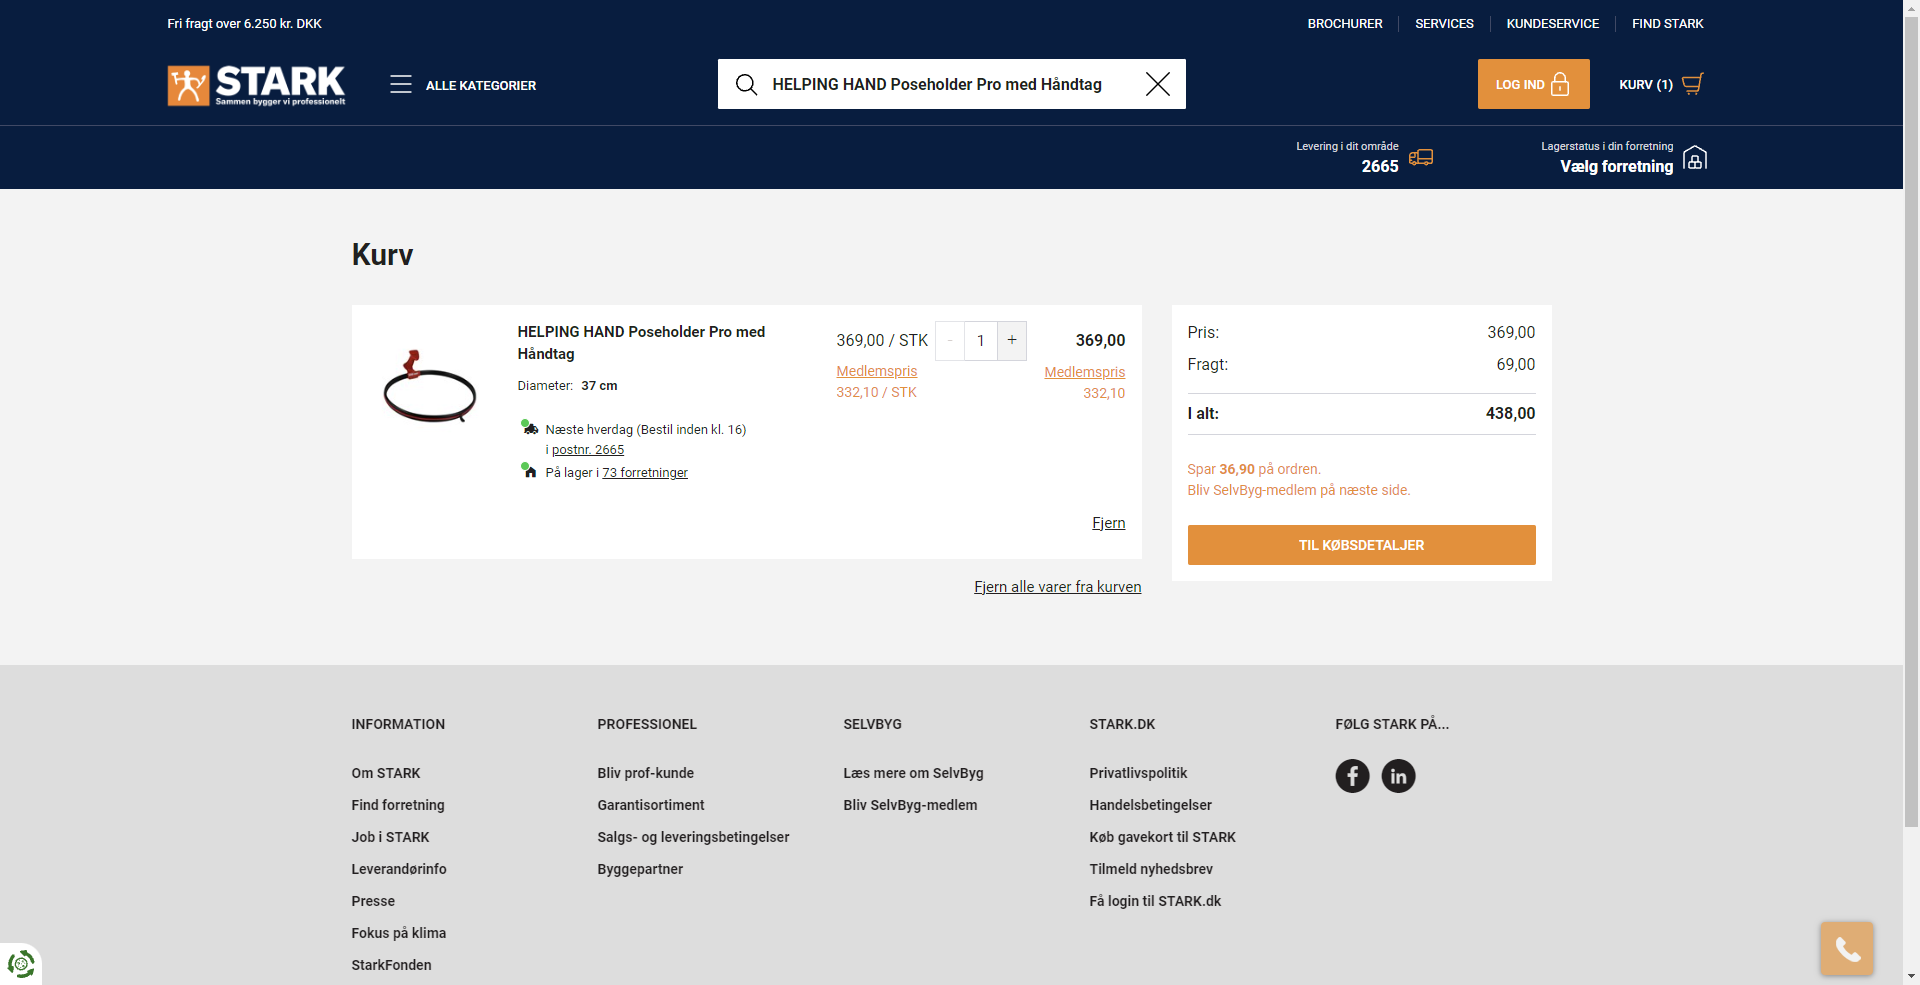 Fri fragt over 6.250 kr. DKK
BROCHURER
SERVICES
KUNDESERVICE
FIND STARK
STARK
Sammen bygger vi professionelt
ALLE KATEGORIER
HELPING HAND Poseholder Pro med Håndtag
LOG IND
KURV (1)
Levering i dit område
2665
Lagerstatus i din forretning
Vælg forretning
Kurv
HELPING HAND Poseholder Pro med
Håndtag
Diameter: 37 cm
Næste hverdag (Bestil inden kl. 16)
i postnr. 2665
På lager i 73 forretninger
369,00 / STK
- 1 +
369,00
Medlemspris
332,10 / STK
Medlemspris
332,10
Fjern
Fjern alle varer fra kurven
Pris: 369,00
Fragt: 69,00
I alt: 438,00
Spar 36,90 på ordren.
Bliv SelvByg-medlem på næste side.
TIL KØBSDETALJER
INFORMATION
Om STARK
Find forretning
Job i STARK
Leverandørinfo
Presse
Fokus på klima
StarkFonden
PROFESSIONEL
Bliv prof-kunde
Garantisortiment
Salgs- og leveringsbetingelser
Byggepartner
SELVBYG
Læs mere om SelvByg
Bliv SelvByg-medlem
STARK.DK
Privatlivspolitik
Handelsbetingelser
Køb gavekort til STARK
Tilmeld nyhedsbrev
Få login til STARK.dk
FØLG STARK PÅ...
f
in